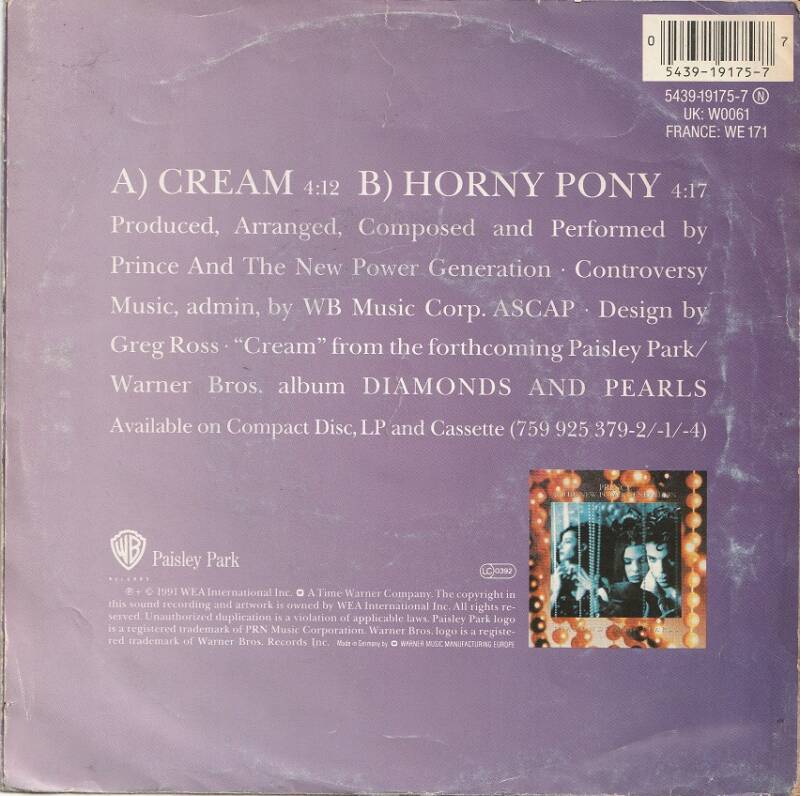 0 7
5439-19175-7
5439-19175-7 Ⓝ
UK: W0061
FRANCE: WE 171
A) CREAM 4:12 B) HORNY PONY 4:17
Produced, Arranged, Composed and Performed by
Prince And The New Power Generation · Controversy
Music, admin, by WB Music Corp. ASCAP · Design by
Greg Ross · “Cream” from the forthcoming Paisley Park/
Warner Bros. album DIAMONDS AND PEARLS
Available on Compact Disc, LP and Cassette (759 925 379-2/-1/-4)
PRINCE
& THE NEW POWER GENERATION
WB Paisley Park
RECORDS
LC 0392
℗ + © 1991 WEA International Inc. A Time Warner Company. The copyright in
this sound recording and artwork is owned by WEA International Inc. All rights re-
served. Unauthorized duplication is a violation of applicable laws. Paisley Park logo
is a registered trademark of PRN Music Corporation. Warner Bros. logo is a registe-
red trademark of Warner Bros. Records Inc. Made in Germany by WARNER MUSIC MANUFACTURING EUROPE